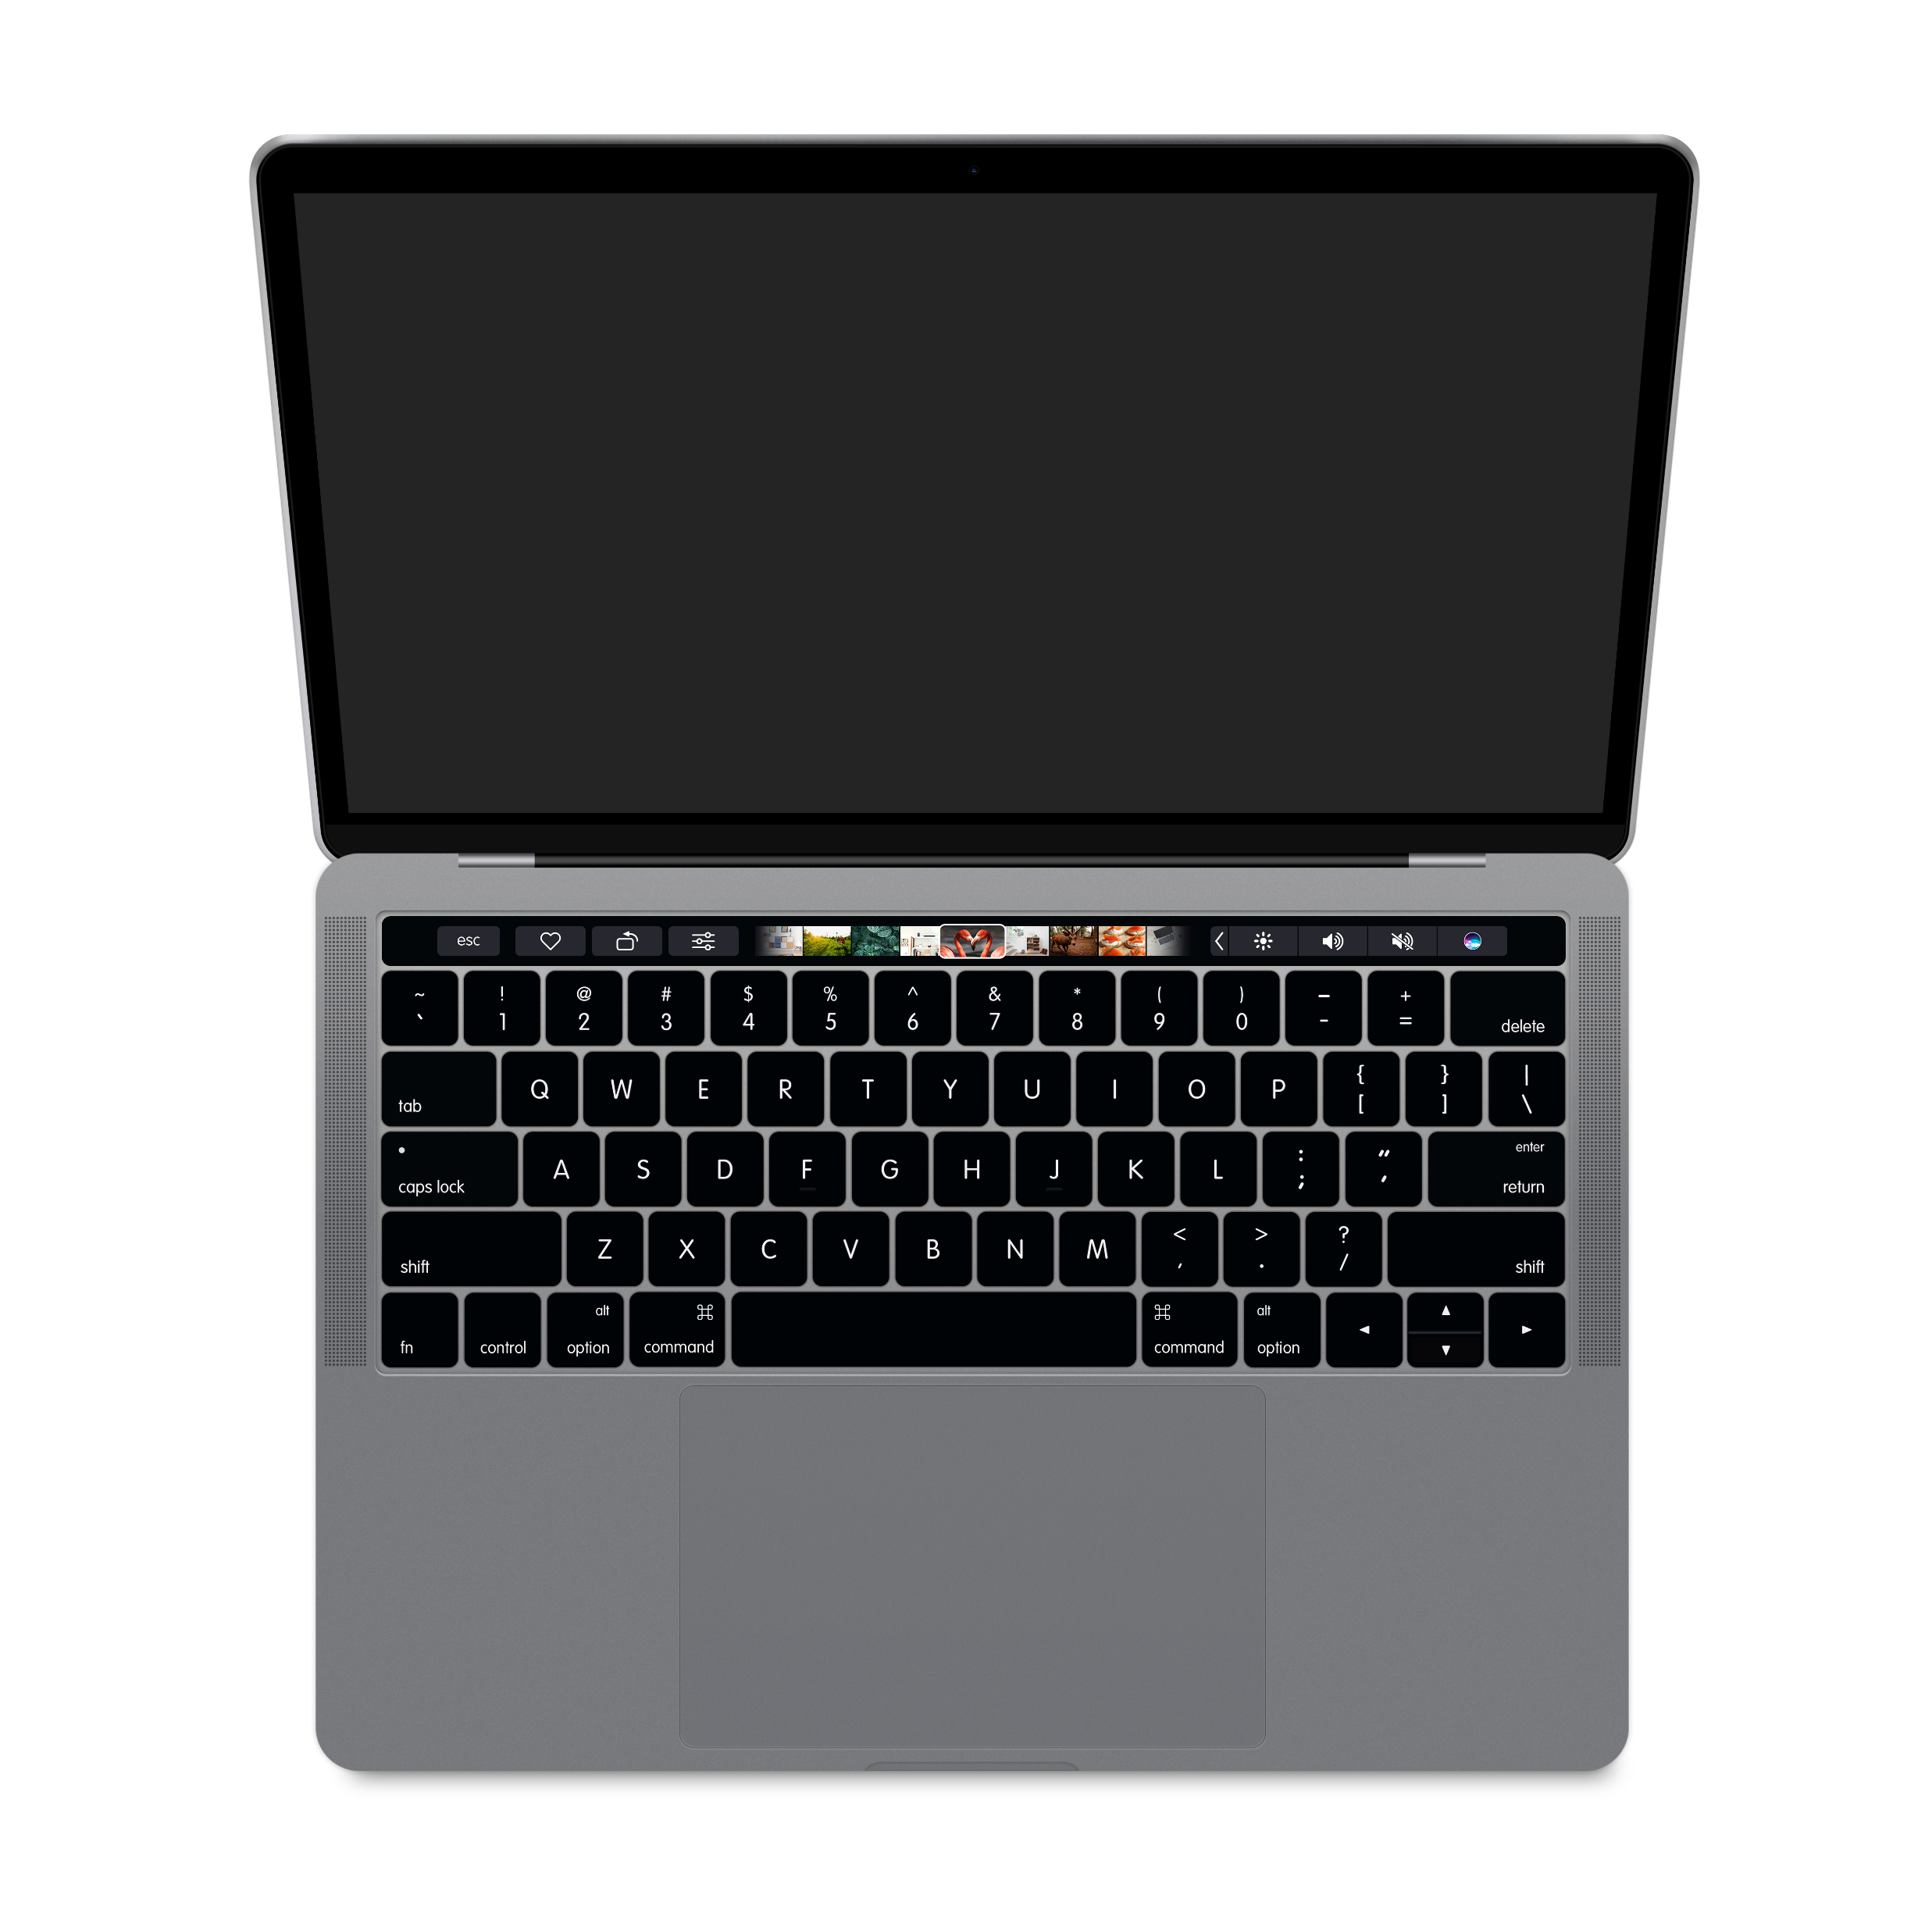 esc
~ ! @ # $ % ^ & * ( ) – +
` 1 2 3 4 5 6 7 8 9 0 - = delete
tab Q W E R T Y U I O P { [ } ] | \
caps lock A S D F G H J K L : ; " ' enter return
shift Z X C V B N M < , > . ? / shift
alt ⌘ ⌘ alt ◄ ▲ ►
fn control option command command option ▼